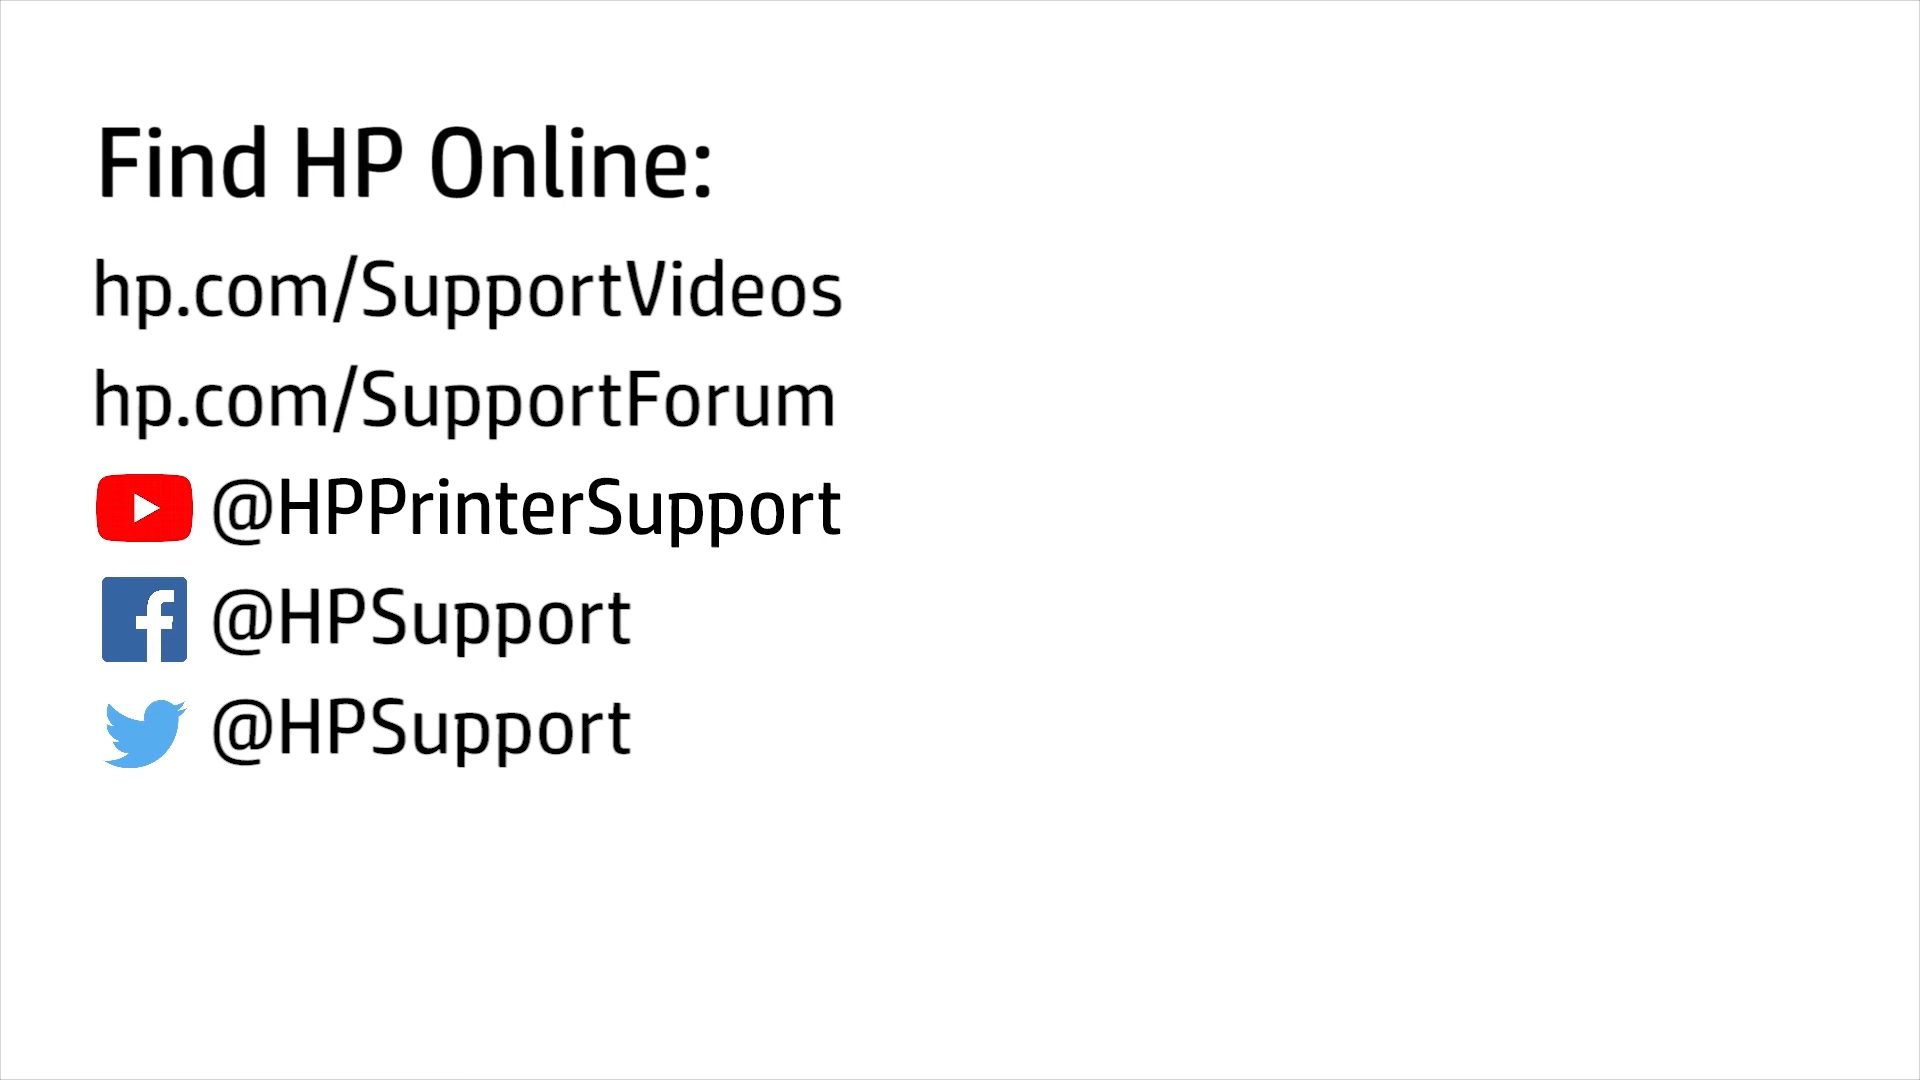 Find HP Online:
hp.com/SupportVideos
hp.com/SupportForum
@HPPrinterSupport
@HPSupport
@HPSupport